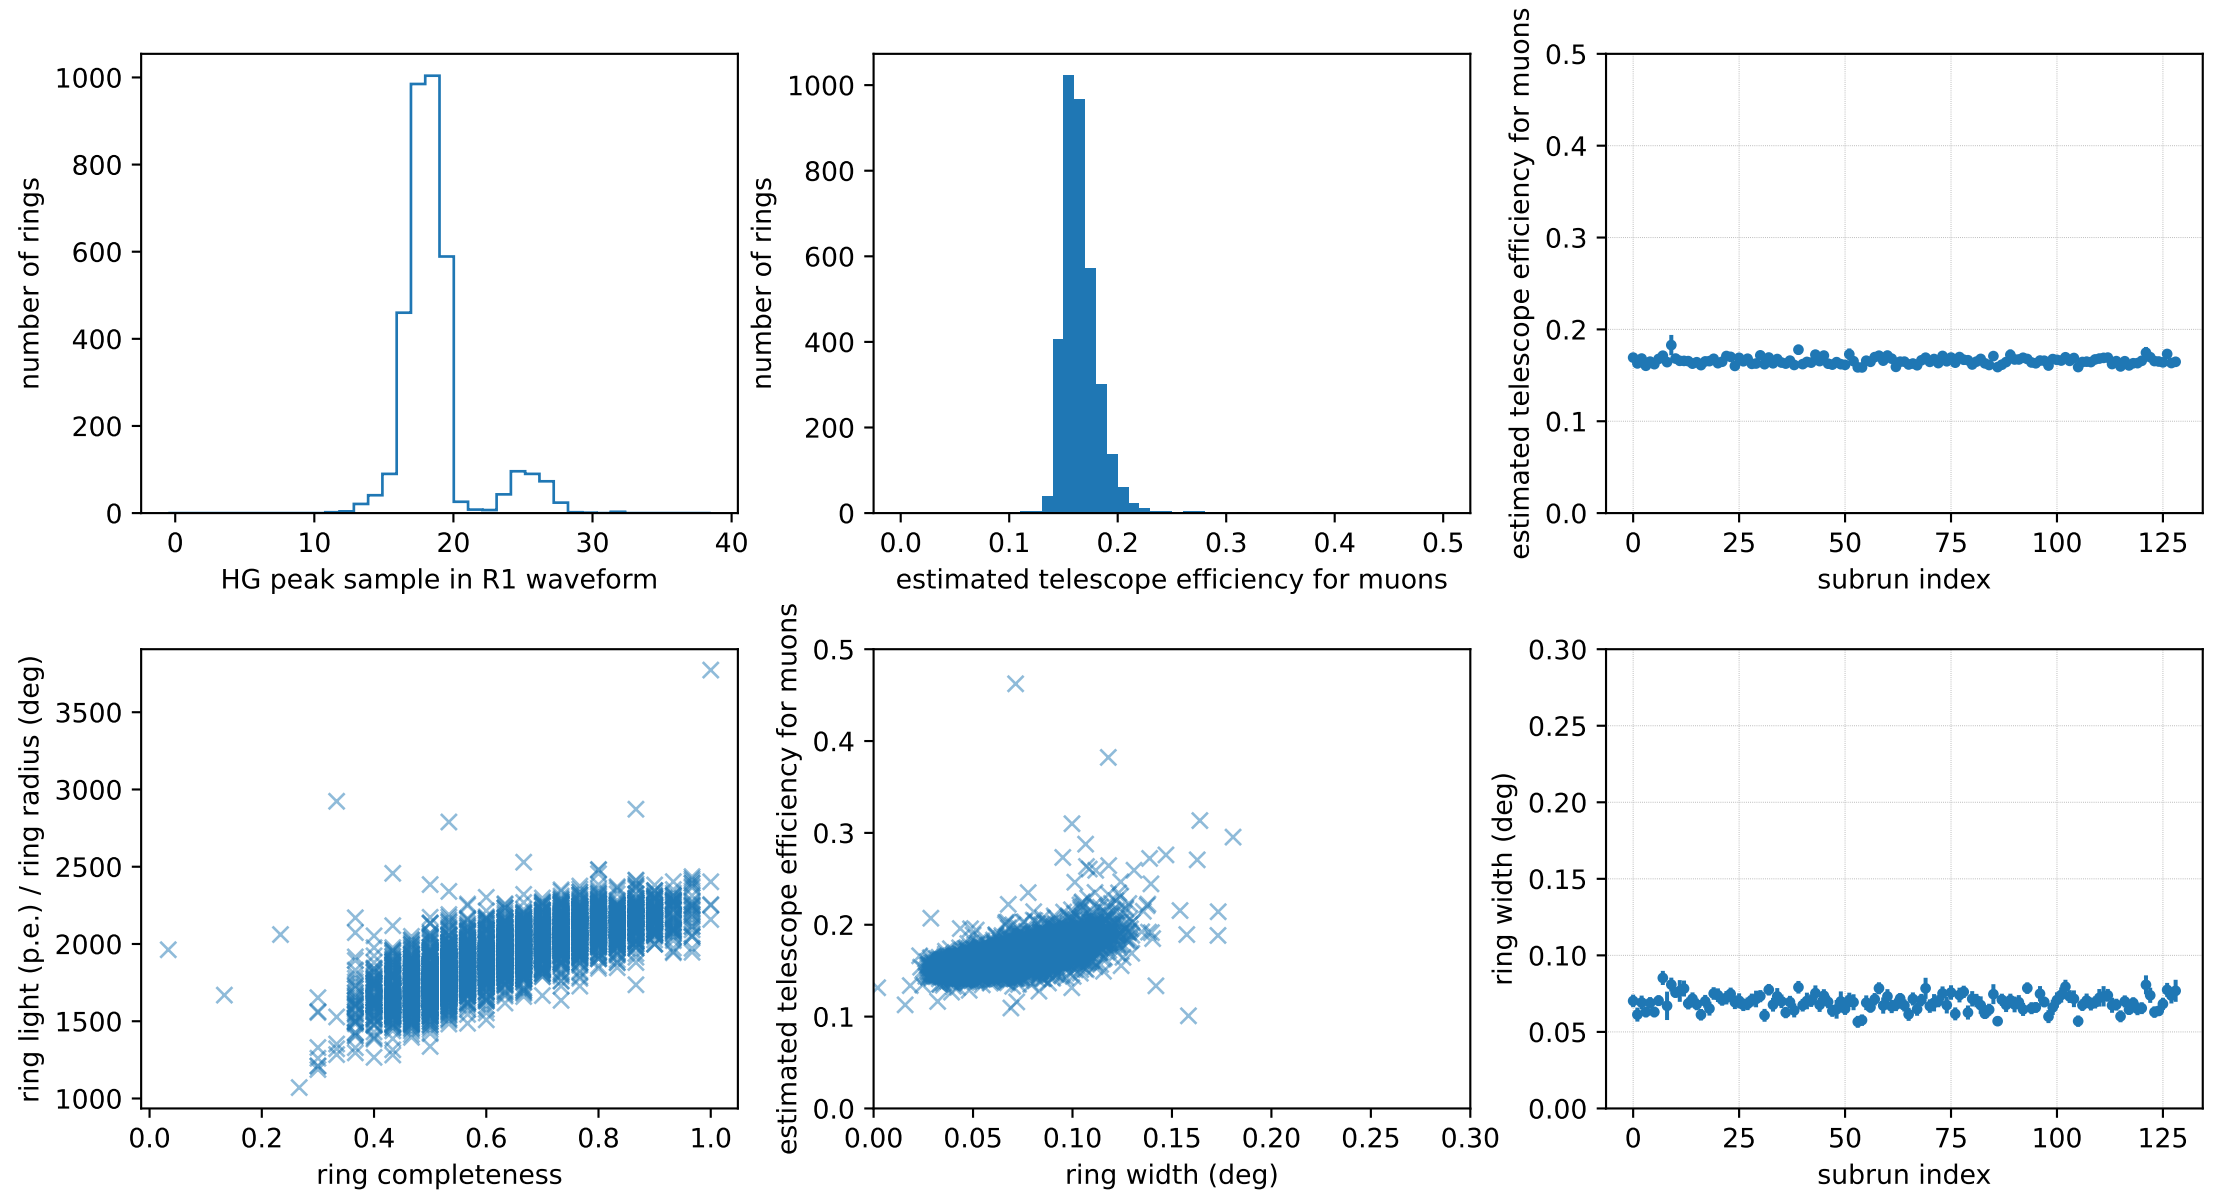 number of rings
1000
800
600
400
200
0
0 10 20 30 40
HG peak sample in R1 waveform
number of rings
1000
800
600
400
200
0
0.0 0.1 0.2 0.3 0.4 0.5
estimated telescope efficiency for muons
estimated telescope efficiency for muons
0.5
0.4
0.3
0.2
0.1
0.0
0 25 50 75 100 125
subrun index
ring light (p.e.) / ring radius (deg)
3500
3000
2500
2000
1500
1000
0.0 0.2 0.4 0.6 0.8 1.0
ring completeness
estimated telescope efficiency for muons
0.5
0.4
0.3
0.2
0.1
0.0
0.00 0.05 0.10 0.15 0.20 0.25 0.30
ring width (deg)
ring width (deg)
0.30
0.25
0.20
0.15
0.10
0.05
0.00
0 25 50 75 100 125
subrun index